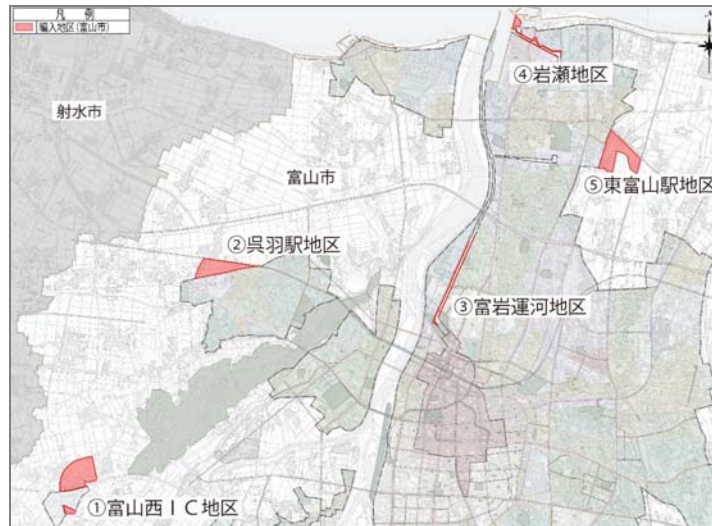 凡 例
編入地区(富山市)
④岩瀬地区
射水市
富山市
⑤東富山駅地区
②呉羽駅地区
③富岩運河地区
①富山西IC地区